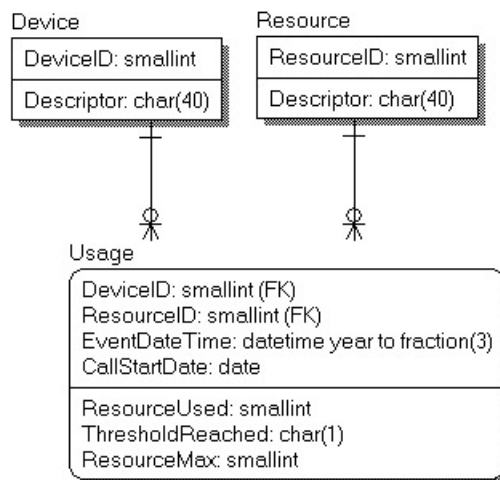 Device
DeviceID: smallint
Descriptor: char(40)
Resource
ResourceID: smallint
Descriptor: char(40)
Usage
DeviceID: smallint (FK)
ResourceID: smallint (FK)
EventDateTime: datetime year to fraction(3)
CallStartDate: date
ResourceUsed: smallint
ThresholdReached: char(1)
ResourceMax: smallint